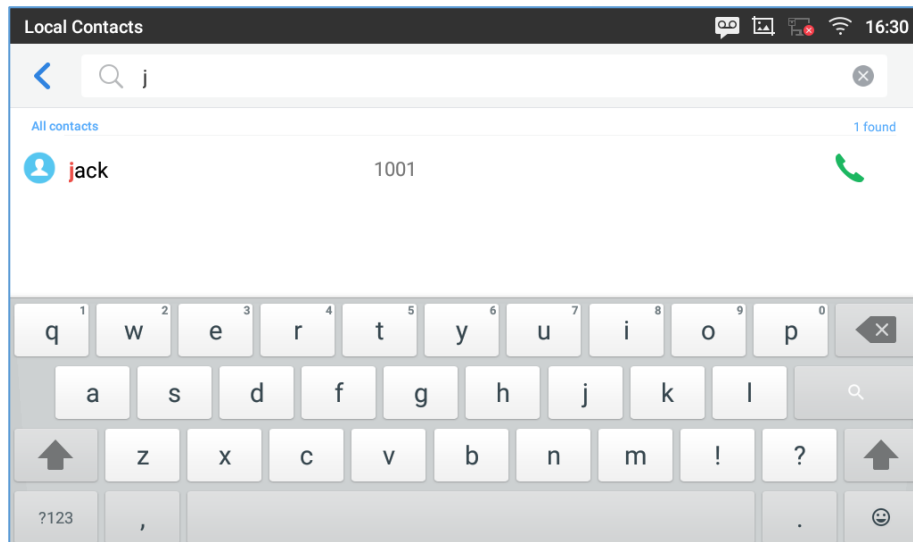 Local Contacts 16:30
j
All contacts 1 found
jack 1001
1 2 3 4 5 6 7 8 9 0
q w e r t y u i o p
a s d f g h j k l
z x c v b n m ! ?
?123 , .